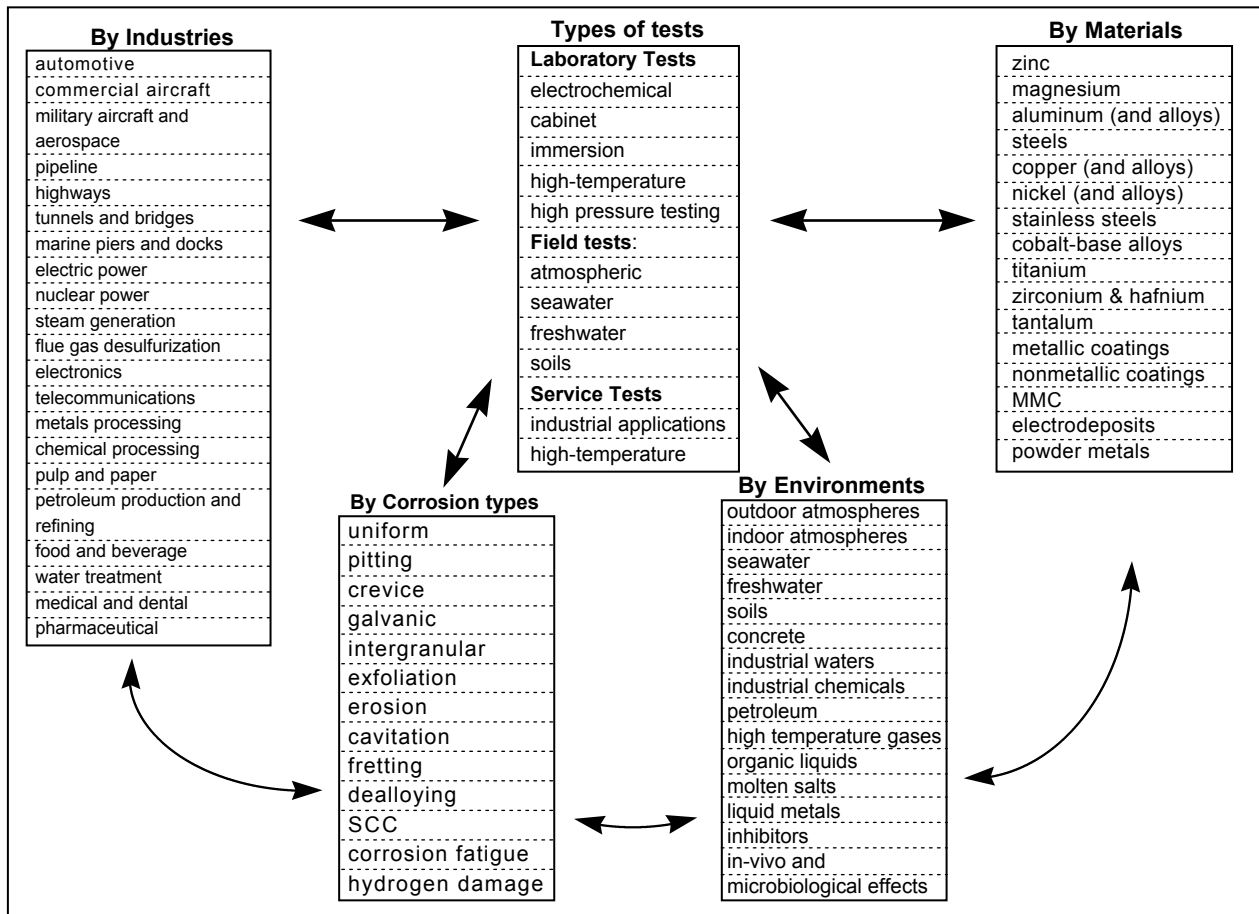 By Industries
automotive
commercial aircraft
military aircraft and
aerospace
pipeline
highways
tunnels and bridges
marine piers and docks
electric power
nuclear power
steam generation
flue gas desulfurization
electronics
telecommunications
metals processing
chemical processing
pulp and paper
petroleum production and
refining
food and beverage
water treatment
medical and dental
pharmaceutical
Types of tests
Laboratory Tests
electrochemical
cabinet
immersion
high-temperature
high pressure testing
Field tests:
atmospheric
seawater
freshwater
soils
Service Tests
industrial applications
high-temperature
By Materials
zinc
magnesium
aluminum (and alloys)
steels
copper (and alloys)
nickel (and alloys)
stainless steels
cobalt-base alloys
titanium
zirconium & hafnium
tantalum
metallic coatings
nonmetallic coatings
MMC
electrodeposits
powder metals
By Corrosion types
uniform
pitting
crevice
galvanic
intergranular
exfoliation
erosion
cavitation
fretting
dealloying
SCC
corrosion fatigue
hydrogen damage
By Environments
outdoor atmospheres
indoor atmospheres
seawater
freshwater
soils
concrete
industrial waters
industrial chemicals
petroleum
high temperature gases
organic liquids
molten salts
liquid metals
inhibitors
in-vivo and
microbiological effects